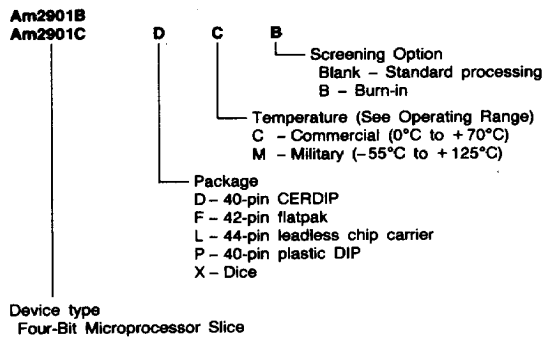 Am2901B
Am2901C D C B
Screening Option
Blank – Standard processing
B – Burn-in
Temperature (See Operating Range)
C – Commercial (0°C to +70°C)
M – Military (–55°C to +125°C)
Package
D – 40-pin CERDIP
F – 42-pin flatpak
L – 44-pin leadless chip carrier
P – 40-pin plastic DIP
X – Dice
Device type
Four-Bit Microprocessor Slice